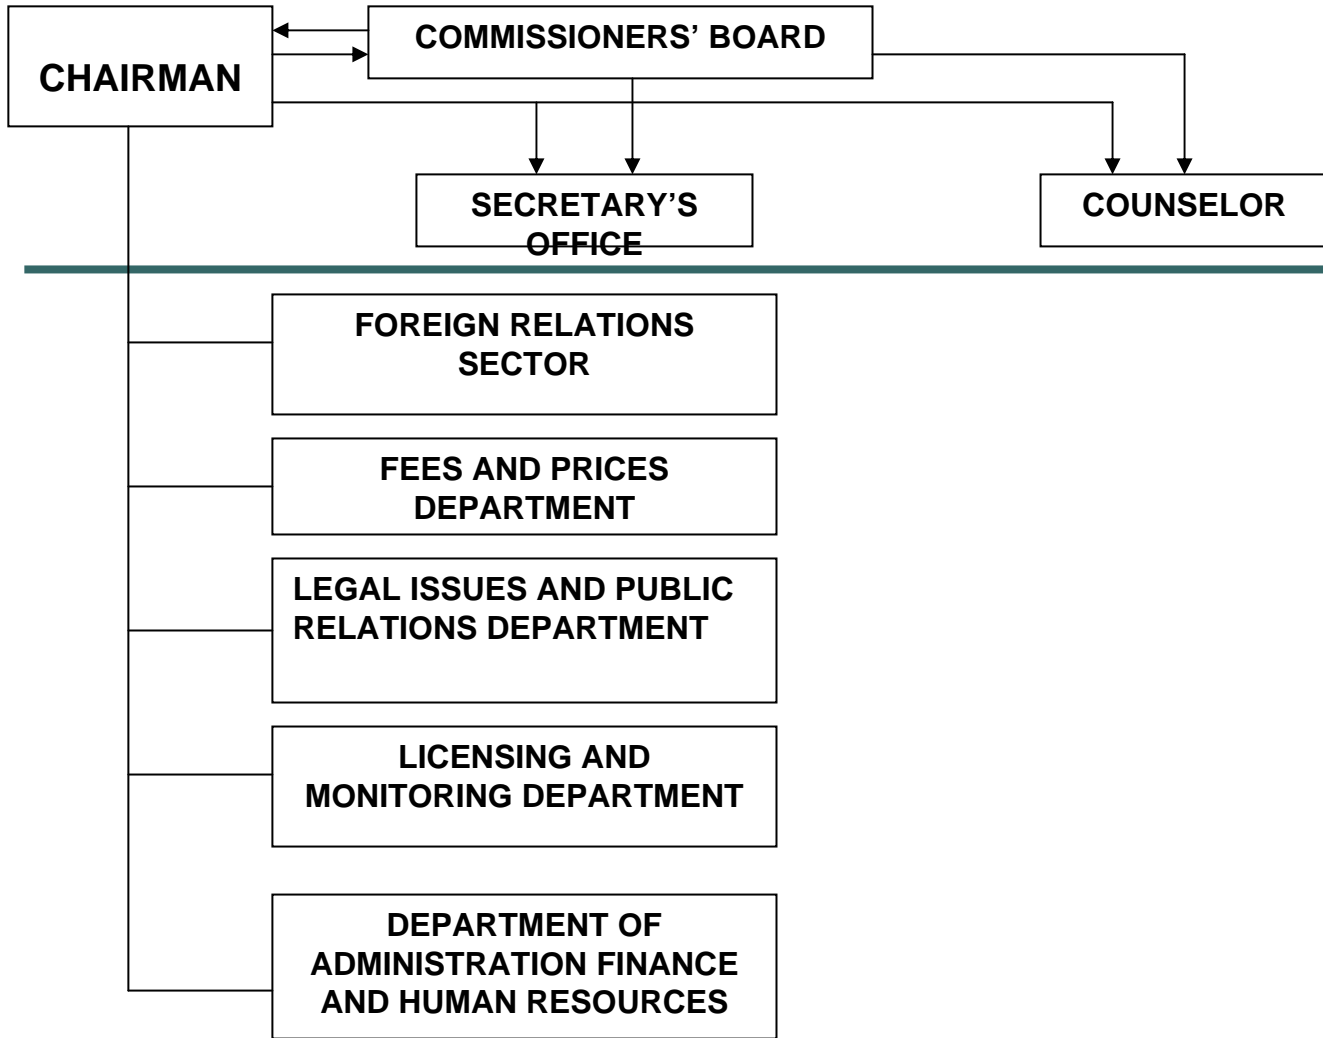 COMMISSIONERS’ BOARD
CHAIRMAN
SECRETARY’S
OFFICE
COUNSELOR
FOREIGN RELATIONS
SECTOR
FEES AND PRICES
DEPARTMENT
LEGAL ISSUES AND PUBLIC
RELATIONS DEPARTMENT
LICENSING AND
MONITORING DEPARTMENT
DEPARTMENT OF
ADMINISTRATION FINANCE
AND HUMAN RESOURCES